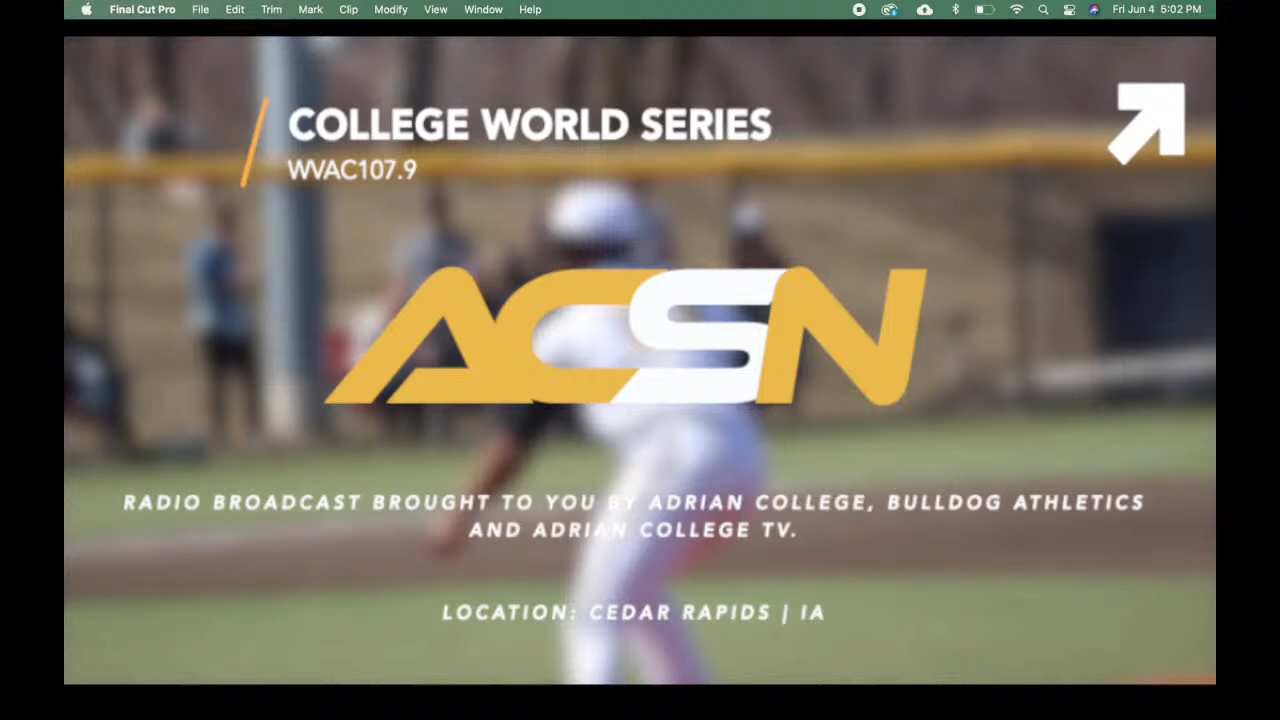 Final Cut Pro File Edit Trim Mark Clip Modify View Window Help Fri Jun 4 5:02 PM
COLLEGE WORLD SERIES
WVAC107.9
ACSN
RADIO BROADCAST BROUGHT TO YOU BY ADRIAN COLLEGE, BULLDOG ATHLETICS
AND ADRIAN COLLEGE TV.
LOCATION: CEDAR RAPIDS | IA